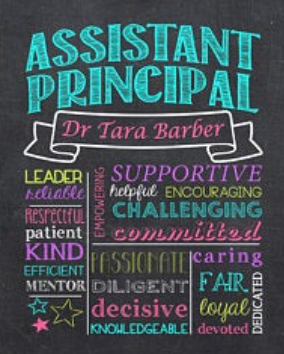 ASSISTANT
PRINCIPAL
Dr Tara Barber
LEADER
reliable
Respectful
patient
KIND
EFFICIENT
MENTOR
EMPOWERING
SUPPORTIVE
helpful ENCOURAGING
CHALLENGING
committed
PASSIONATE
DILIGENT
decisive
KNOWLEDGEABLE
caring
FAIR
loyal
devoted
DEDICATED